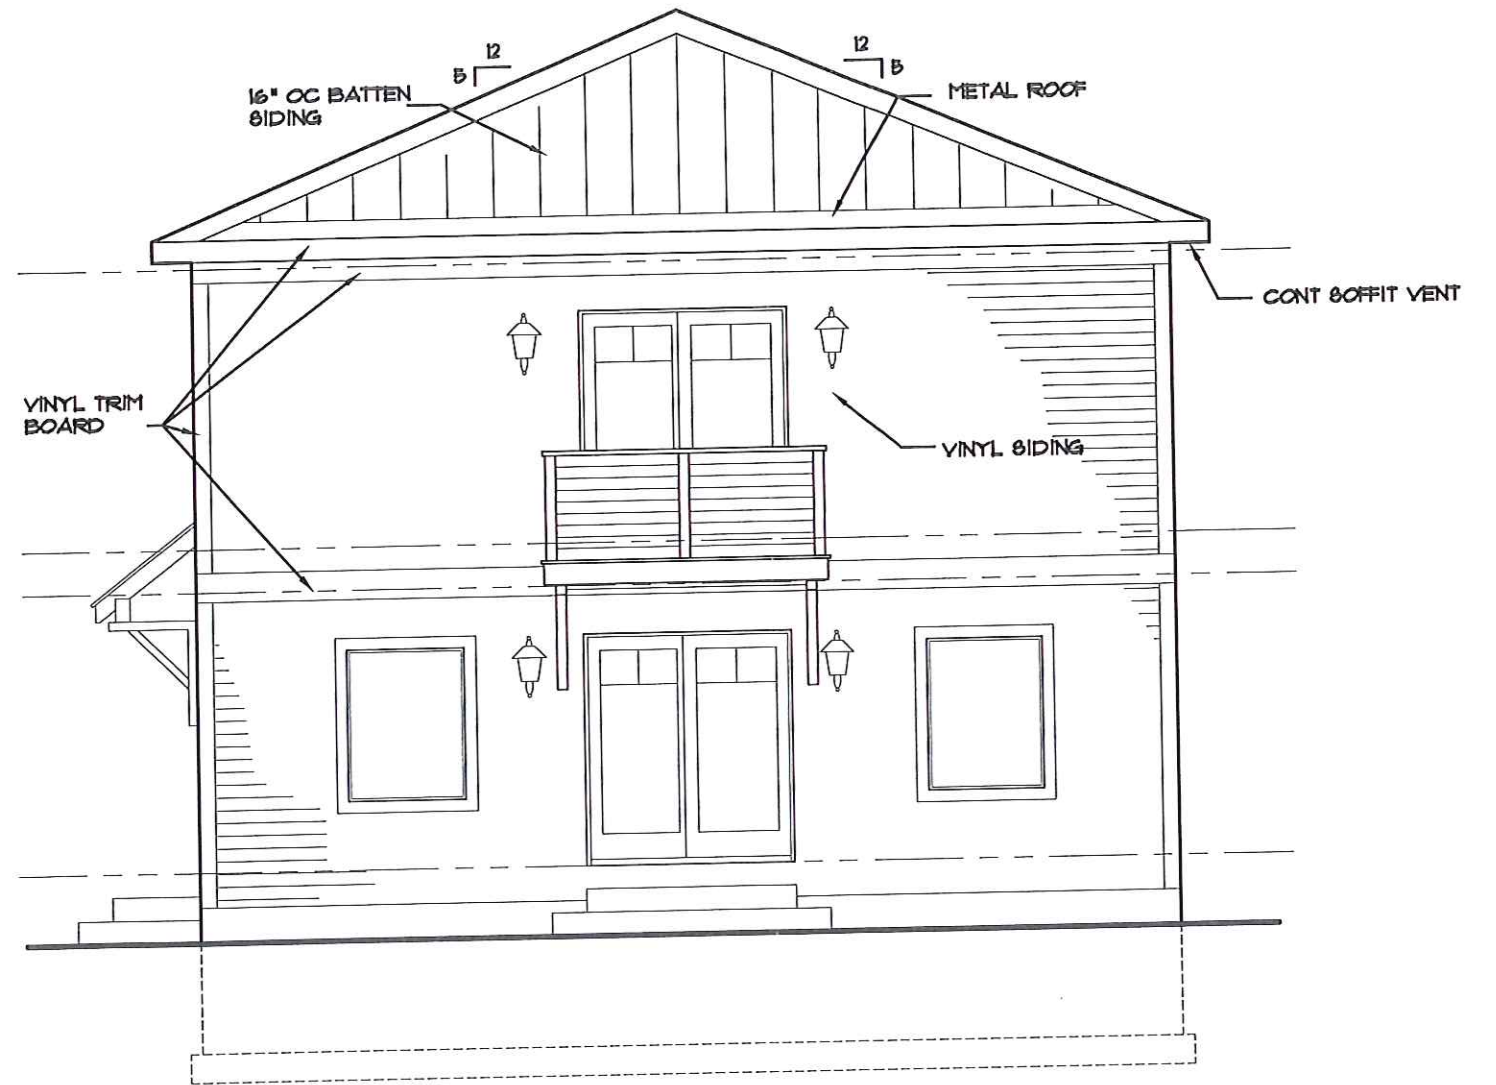 12
5
12
5
16" OC BATTEN
SIDING
METAL ROOF
CONT SOFFIT VENT
VINYL TRIM
BOARD
VINYL SIDING